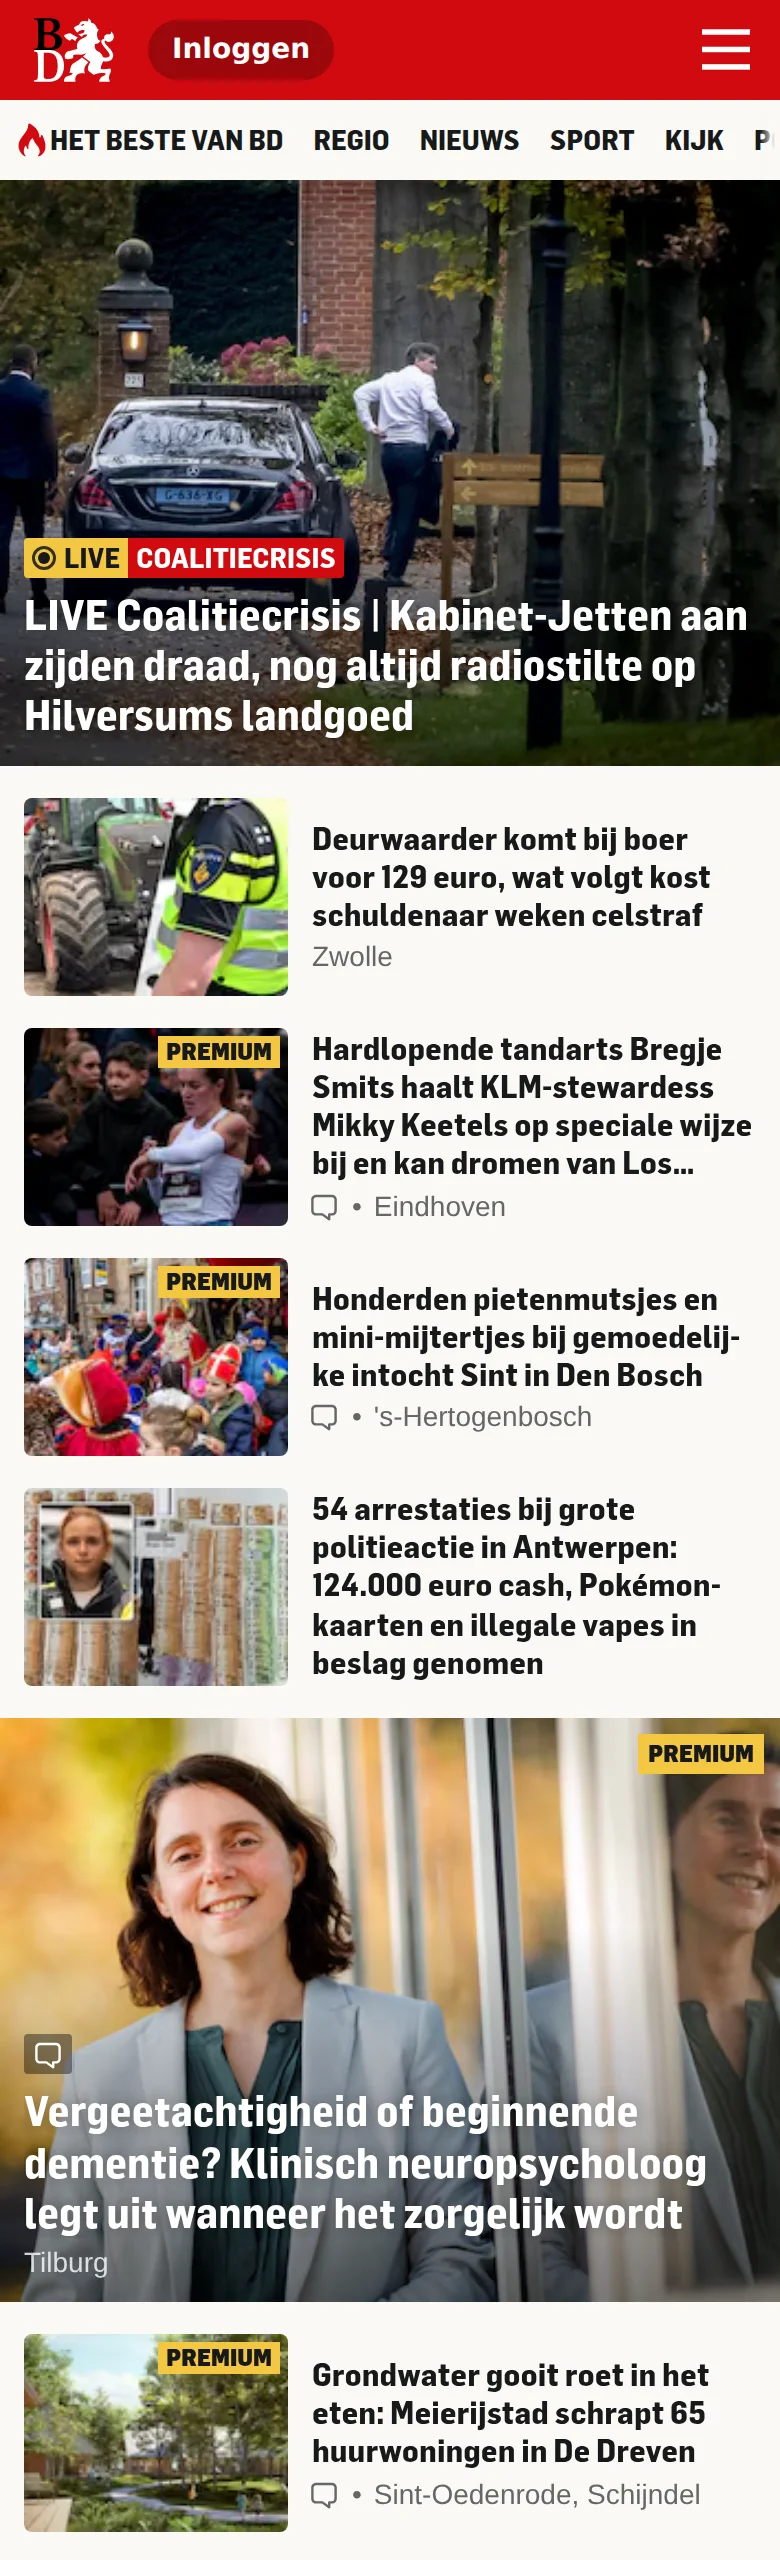 BD
Inloggen
HET BESTE VAN BD REGIO NIEUWS SPORT KIJK
G-636-XG
LIVE COALITIECRISIS
LIVE Coalitiecrisis | Kabinet-Jetten aan
zijden draad, nog altijd radiostilte op
Hilversums landgoed
Deurwaarder komt bij boer
voor 129 euro, wat volgt kost
schuldenaar weken celstraf
Zwolle
PREMIUM
Hardlopende tandarts Bregje
Smits haalt KLM-stewardess
Mikky Keetels op speciale wijze
bij en kan dromen van Los...
• Eindhoven
PREMIUM
Honderden pietenmutsjes en
mini-mijtertjes bij gemoedelij-
ke intocht Sint in Den Bosch
• 's-Hertogenbosch
54 arrestaties bij grote
politieactie in Antwerpen:
124.000 euro cash, Pokémon-
kaarten en illegale vapes in
beslag genomen
PREMIUM
Vergeetachtigheid of beginnende
dementie? Klinisch neuropsycholoog
legt uit wanneer het zorgelijk wordt
Tilburg
PREMIUM
Grondwater gooit roet in het
eten: Meierijstad schrapt 65
huurwoningen in De Dreven
• Sint-Oedenrode, Schijndel